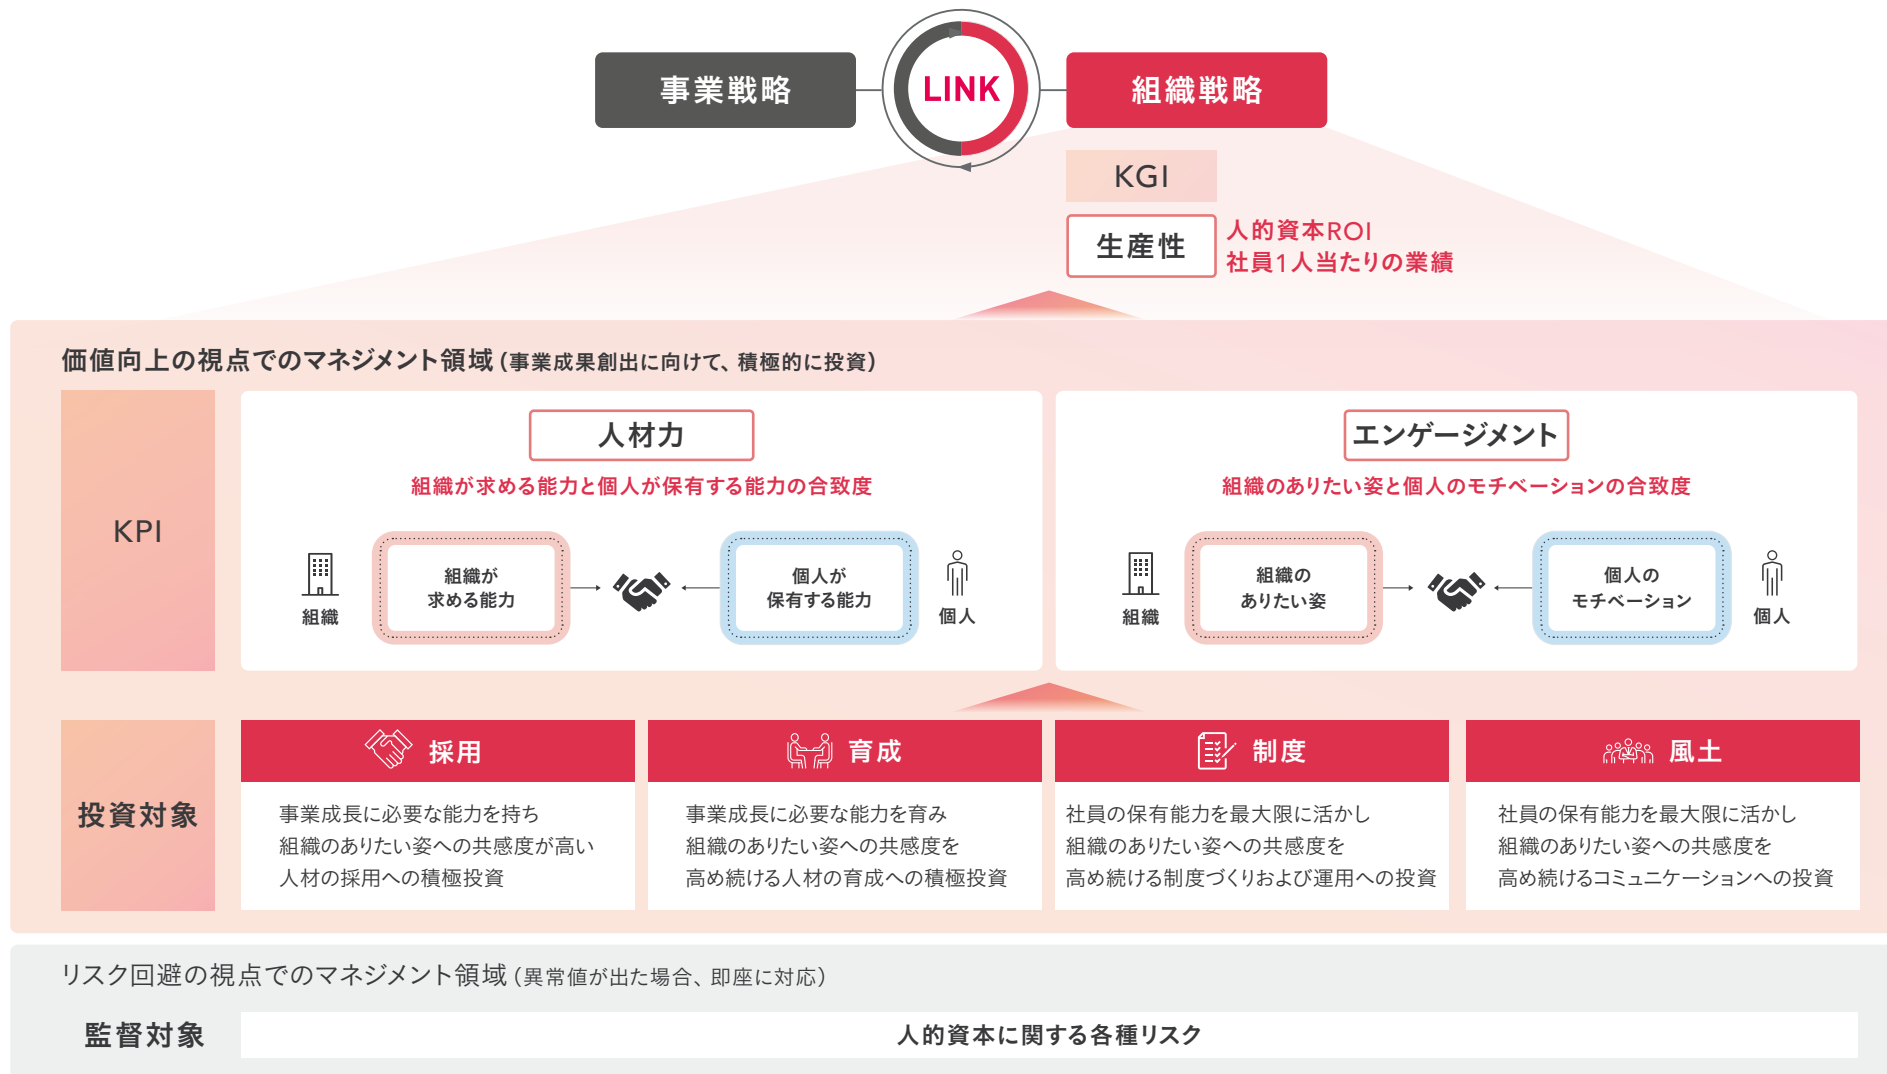 事業戦略
LINK
組織戦略
KGI
生産性
人的資本ROI
社員1人当たりの業績
価値向上の視点でのマネジメント領域(事業成果創出に向けて、積極的に投資)
KPI
人材力
組織が求める能力と個人が保有する能力の合致度
組織
組織が
求める能力
個人が
保有する能力
個人
エンゲージメント
組織のありたい姿と個人のモチベーションの合致度
組織
組織の
ありたい姿
個人の
モチベーション
個人
投資対象
採用
事業成長に必要な能力を持ち
組織のありたい姿への共感度が高い
人材の採用への積極投資
育成
事業成長に必要な能力を育み
組織のありたい姿への共感度を
高め続ける人材の育成への積極投資
制度
社員の保有能力を最大限に活かし
組織のありたい姿への共感度を
高め続ける制度づくりおよび運用への投資
風土
社員の保有能力を最大限に活かし
組織のありたい姿への共感度を
高め続けるコミュニケーションへの投資
リスク回避の視点でのマネジメント領域(異常値が出た場合、即座に対応)
監督対象
人的資本に関する各種リスク